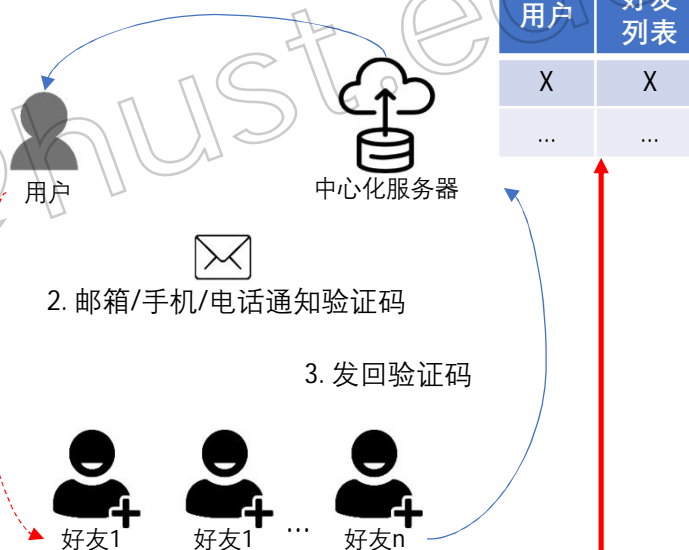 用户 好友
列表
X X
... ...
用户
中心化服务器
2. 邮箱/手机/电话通知验证码
3. 发回验证码
好友1 好友1 ... 好友n